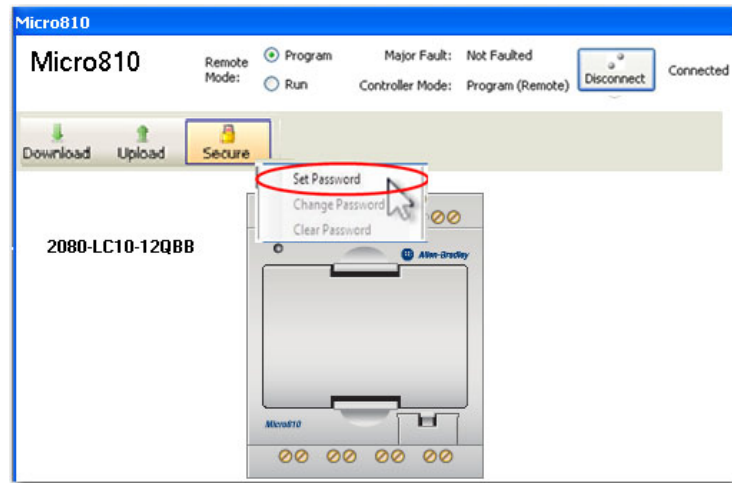 Micro810
Micro810
Remote Mode:
Program
Run
Major Fault: Not Faulted
Controller Mode: Program (Remote)
Disconnect
Connected
Download
Upload
Secure
Set Password
Change Password
Clear Password
2080-LC10-12QBB
Allen-Bradley
Micro810